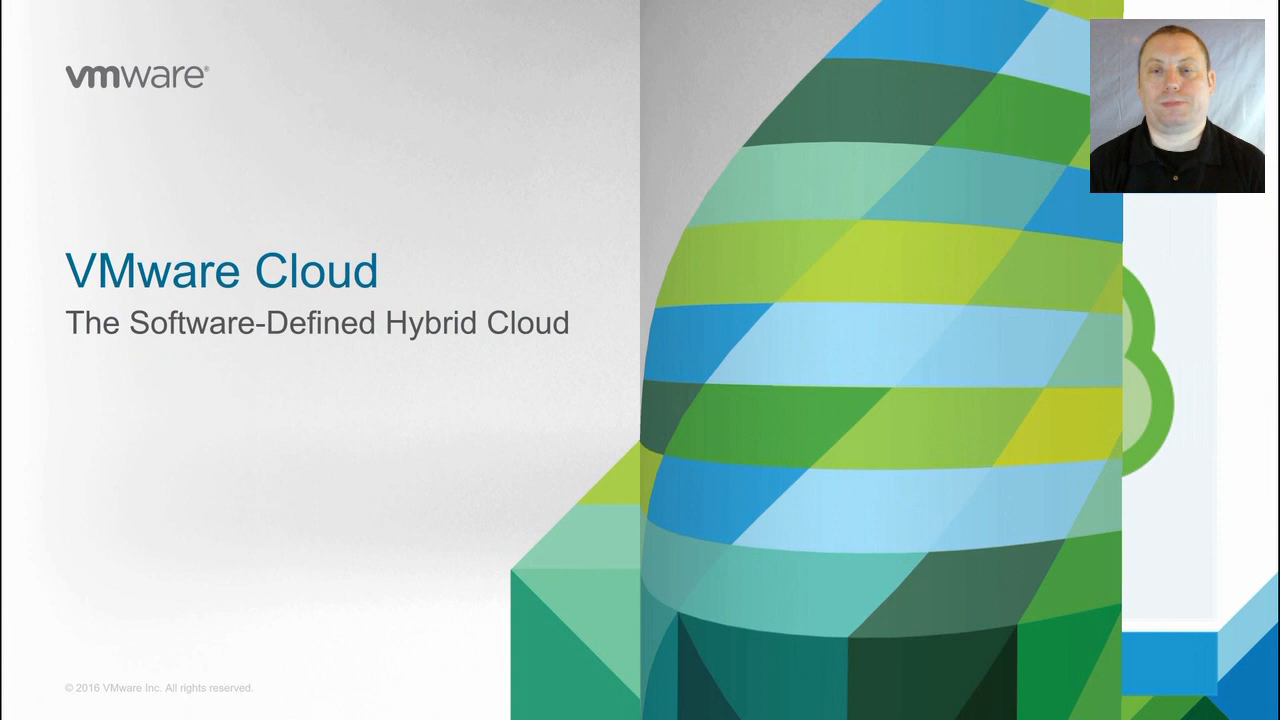 vmware®
VMware Cloud
The Software-Defined Hybrid Cloud
© 2016 VMware Inc. All rights reserved.